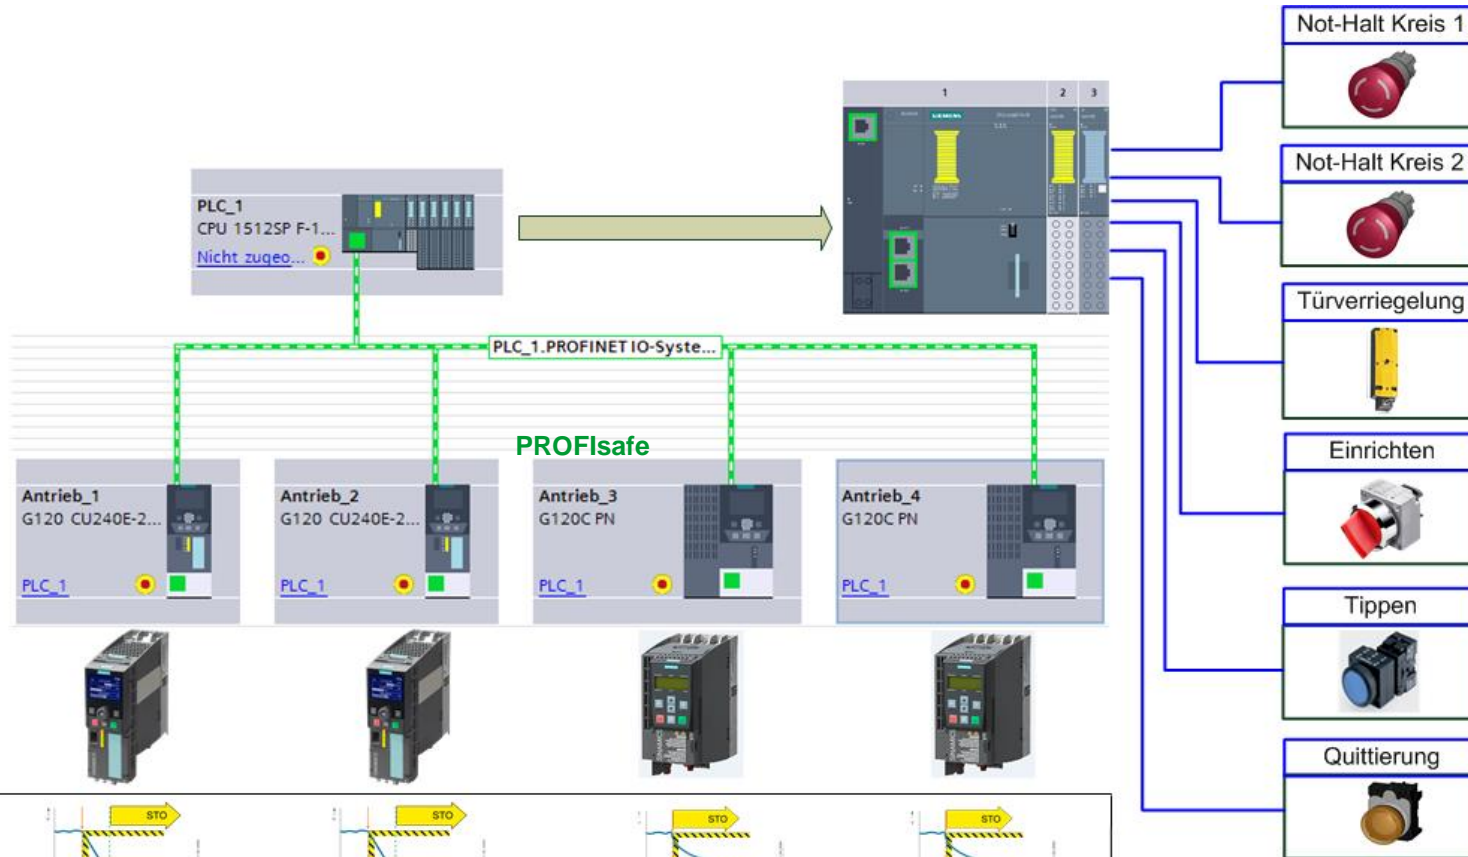 Not-Halt Kreis 1
1
2
3
SIEMENS
Not-Halt Kreis 2
PLC_1
CPU 1512SP F-1...
Nicht zugeo...
Türverriegelung
PLC_1.PROFINET IO-Syste...
PROFIsafe
Einrichten
Antrieb_1
G120 CU240E-2...
PLC_1
Antrieb_2
G120 CU240E-2...
PLC_1
Antrieb_3
G120C PN
PLC_1
Antrieb_4
G120C PN
PLC_1
Tippen
Quittierung
STO
STO
STO
STO